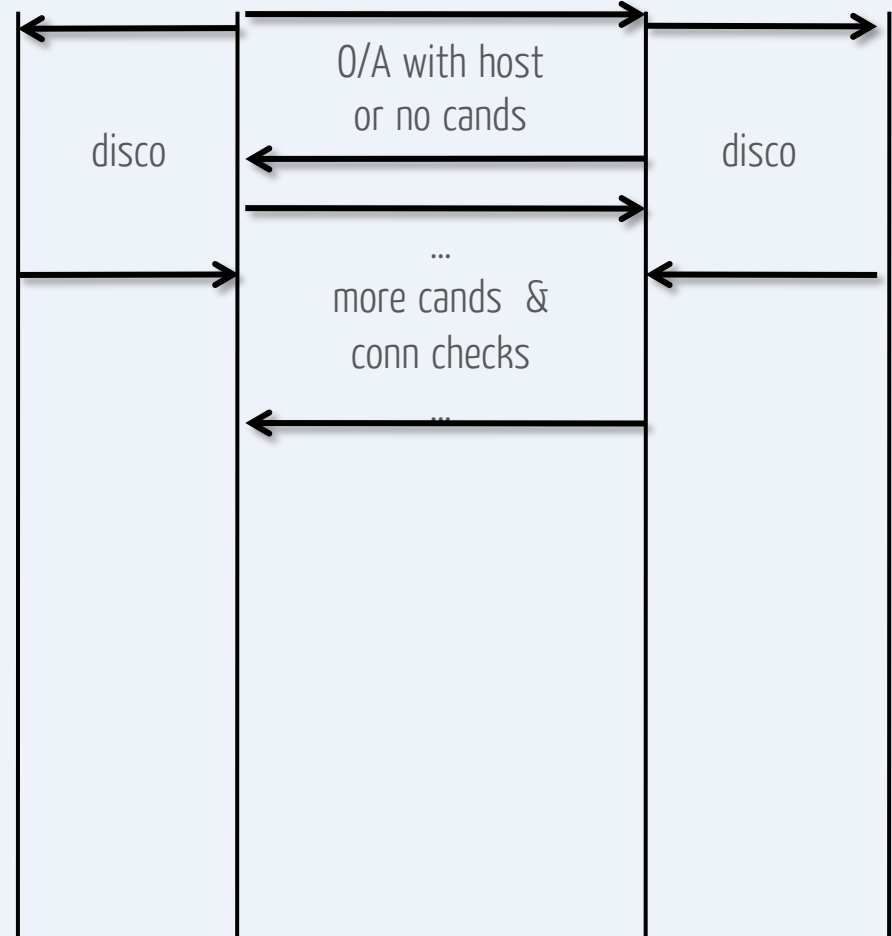 O/A with host
or no cands
disco
disco
...
more cands &
conn checks
...